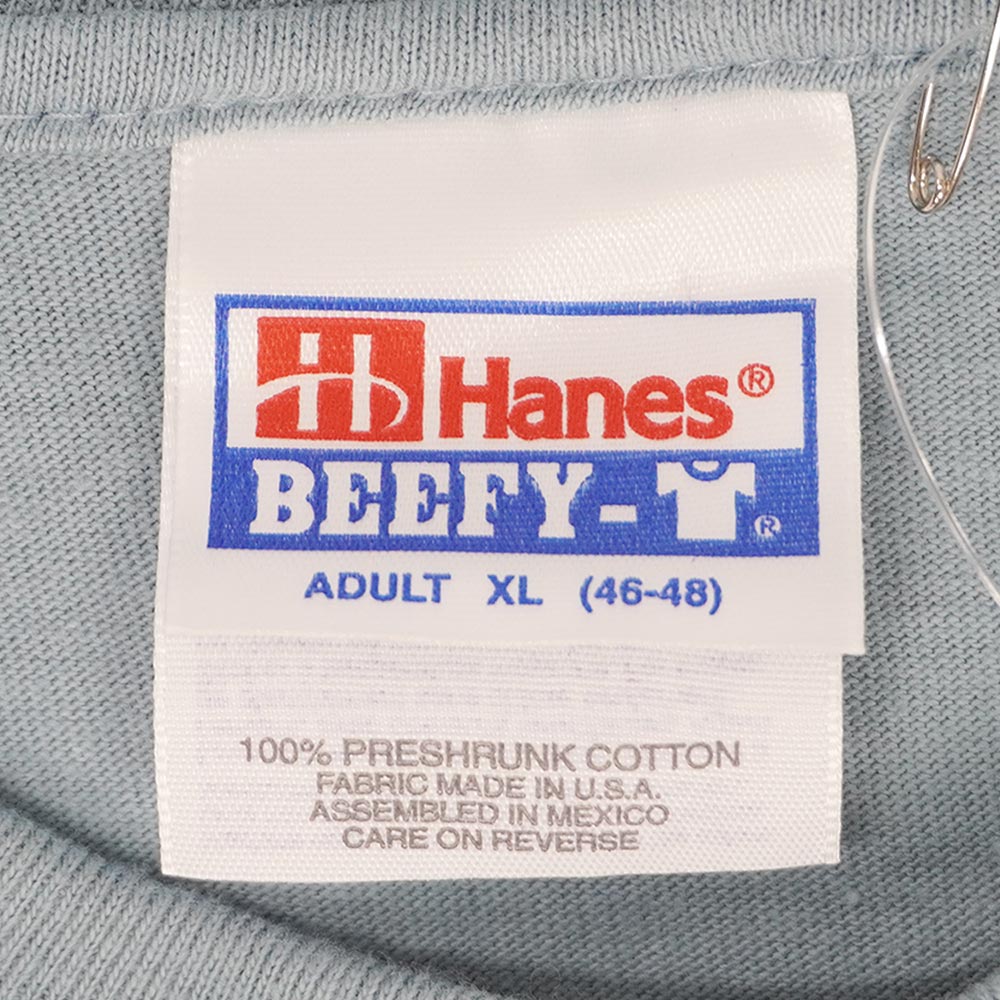 Hanes®
BEEFY-T®
ADULT XL (46-48)
100% PRESHRUNK COTTON
FABRIC MADE IN U.S.A.
ASSEMBLED IN MEXICO
CARE ON REVERSE